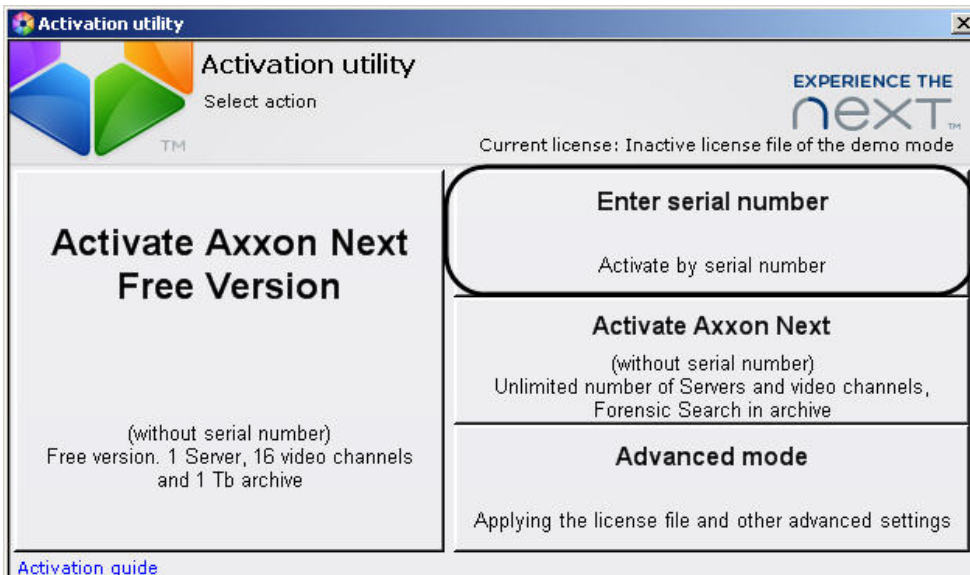 Activation utility
Activation utility
Select action
TM
EXPERIENCE THE
next™
Current license: Inactive license file of the demo mode
Activate Axxon Next
Free Version
(without serial number)
Free version. 1 Server, 16 video channels
and 1 Tb archive
Enter serial number
Activate by serial number
Activate Axxon Next
(without serial number)
Unlimited number of Servers and video channels,
Forensic Search in archive
Advanced mode
Applying the license file and other advanced settings
Activation guide